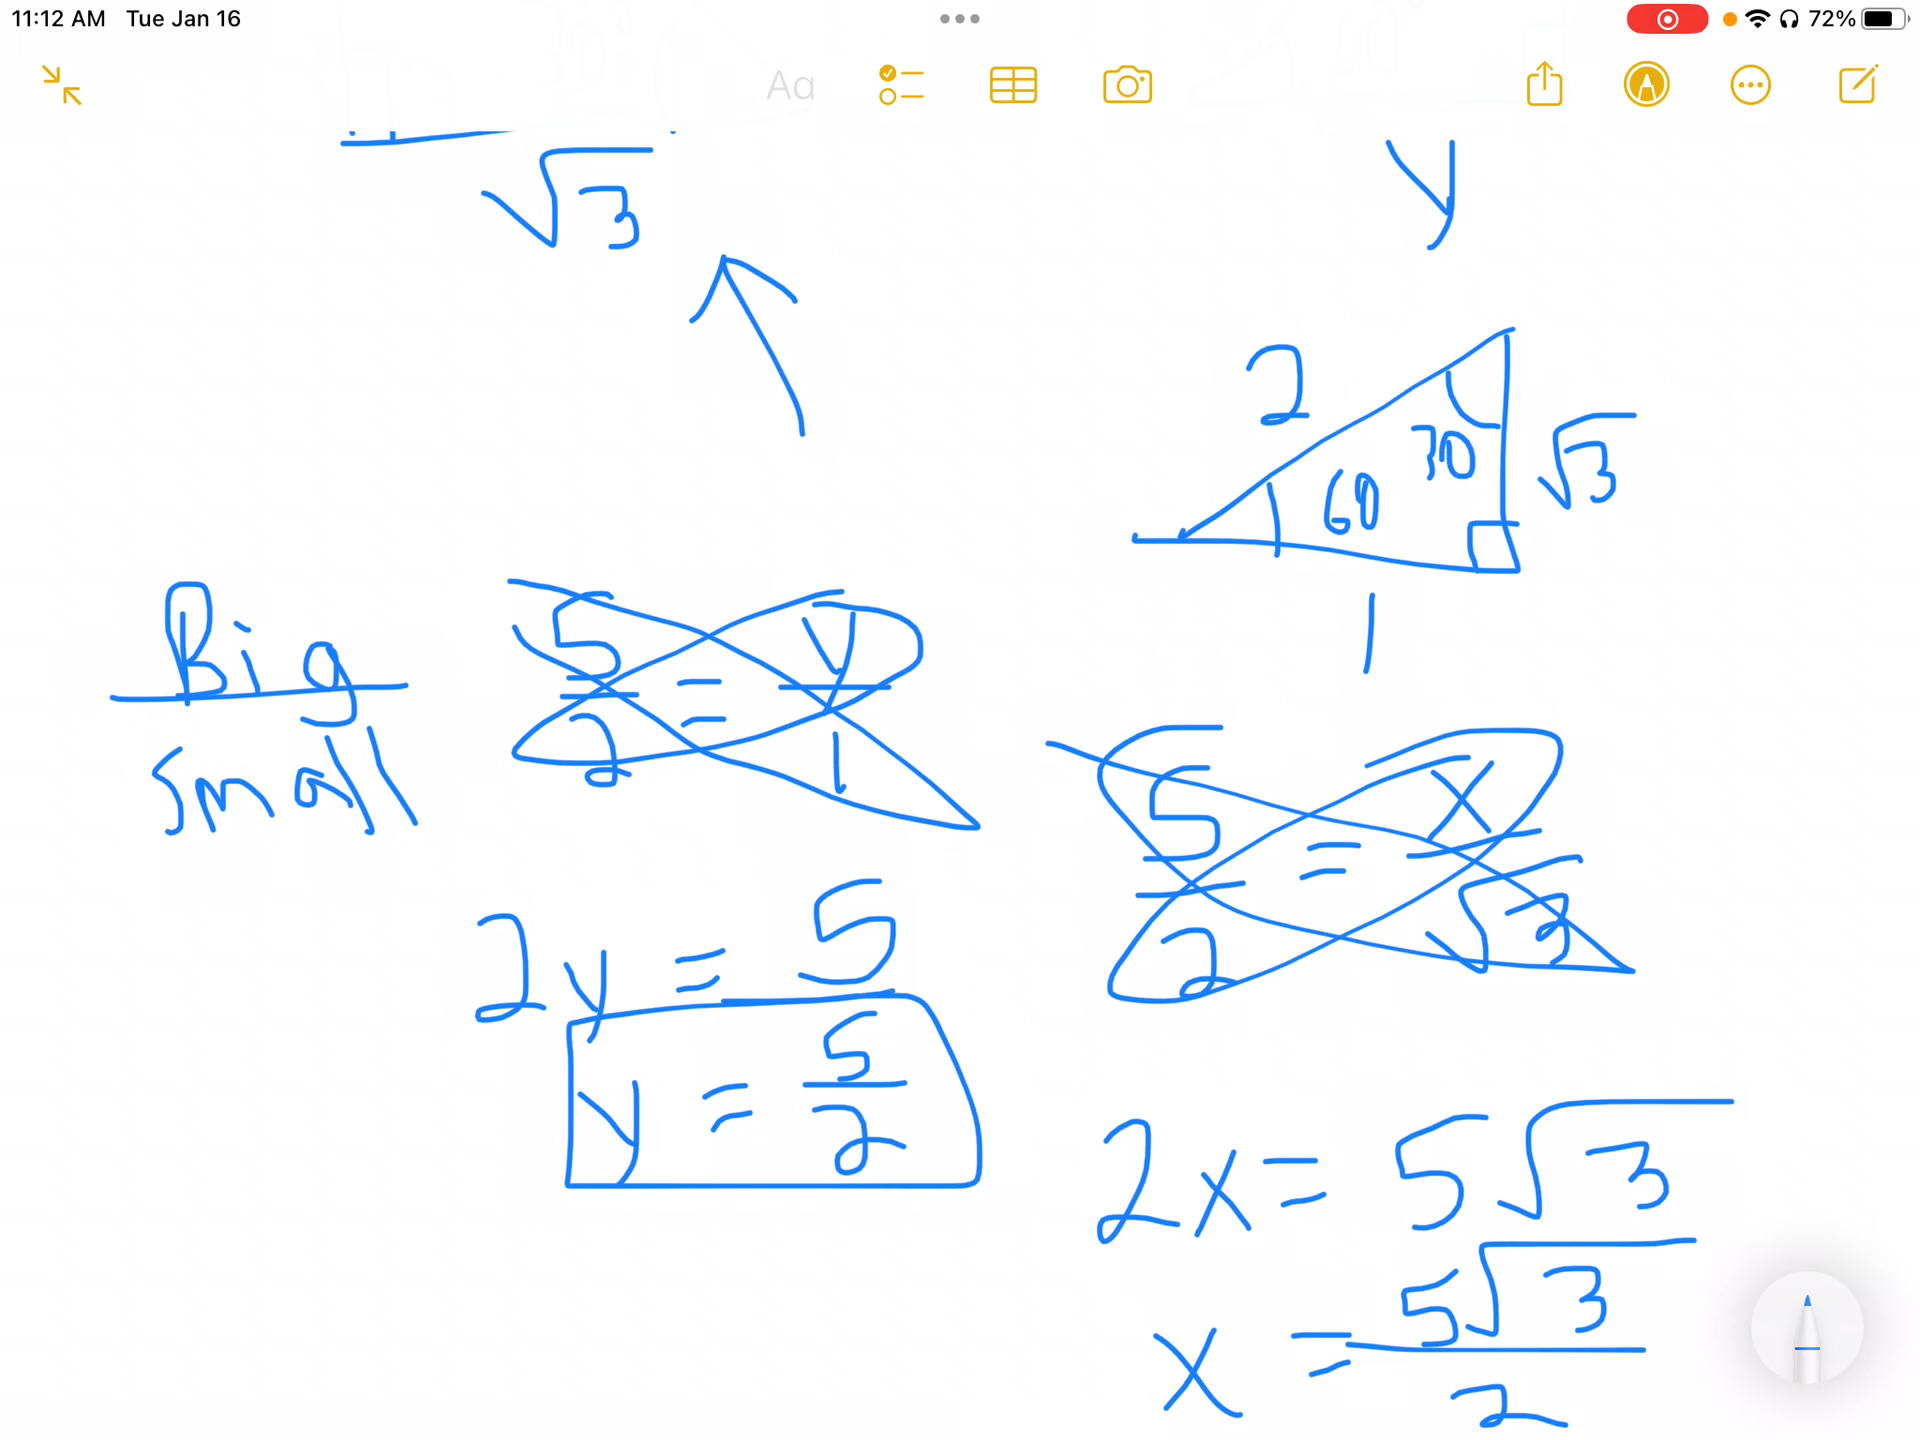 11:12 AM Tue Jan 16
72%
Aa
√3
y
2
30
60
√3
1
Big
small
5/2 = y/1
5/2 = x/√3
2y = 5
y = 5/2
2x = 5√3
x = 5√3/2